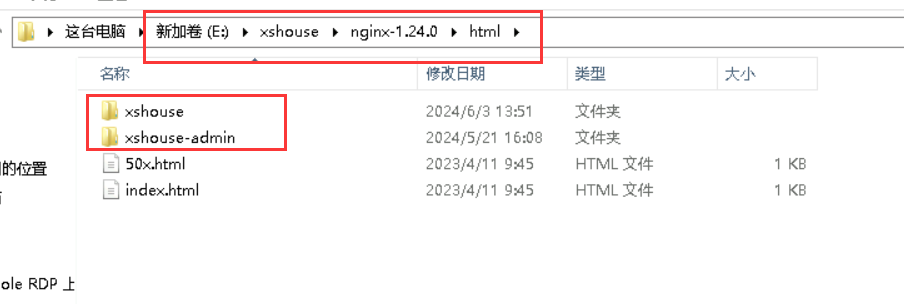 这台电脑 新加卷 (E:) xshouse nginx-1.24.0 html
名称 修改日期 类型 大小
xshouse 2024/6/3 13:51 文件夹
xshouse-admin 2024/5/21 16:08 文件夹
50x.html 2023/4/11 9:45 HTML 文件 1 KB
的位置
index.html 2023/4/11 9:45 HTML 文件 1 KB
ole RDP 上